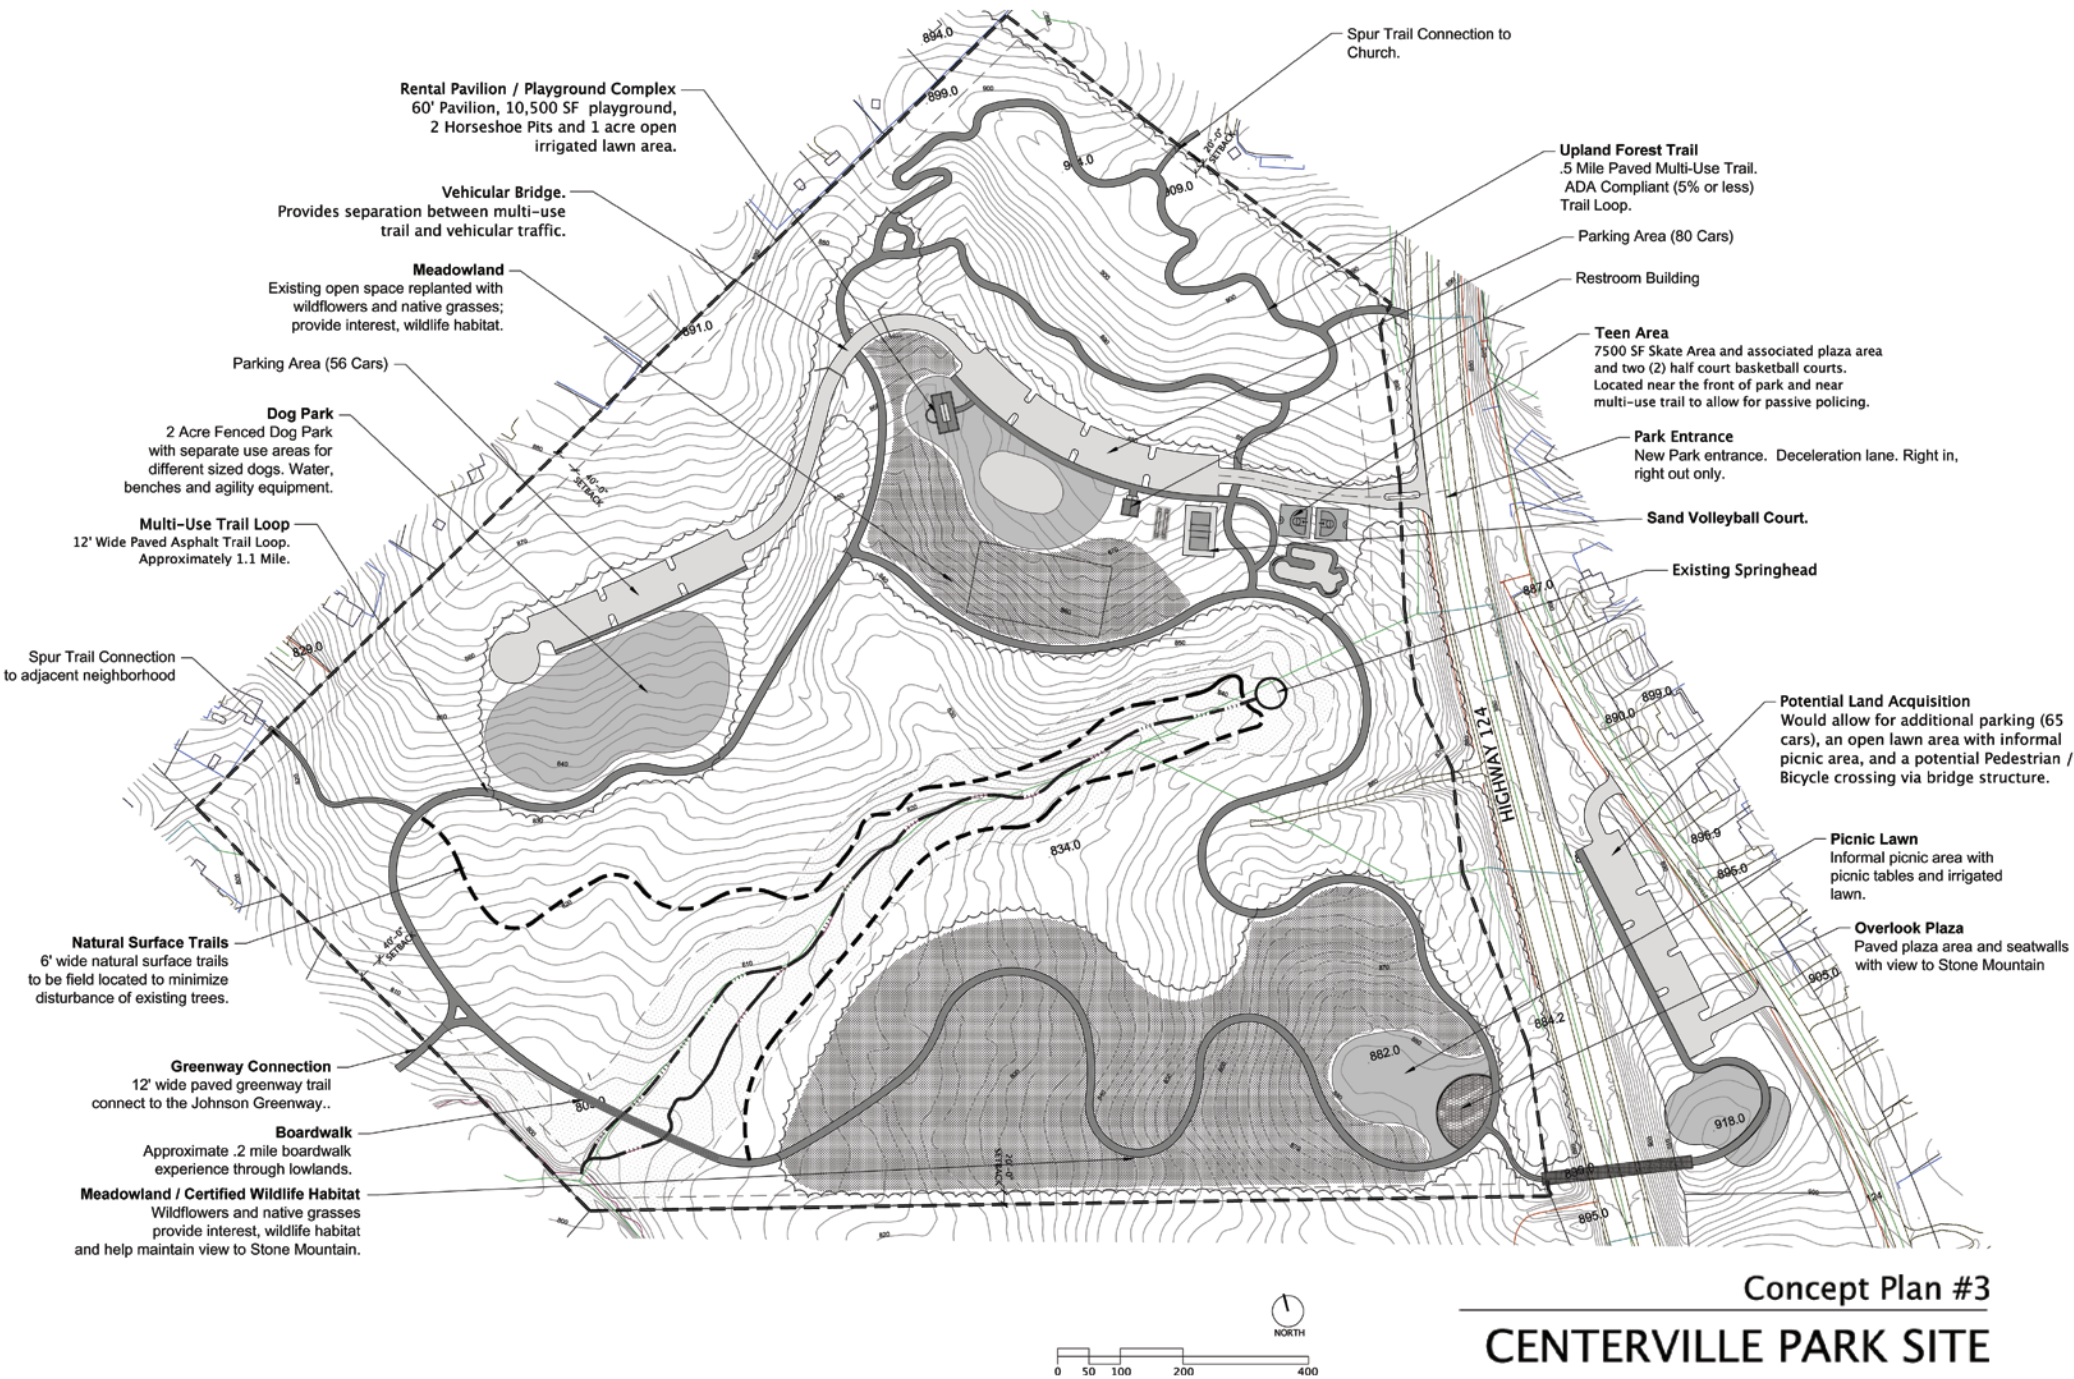 Spur Trail Connection to
Church.
Rental Pavilion / Playground Complex
60' Pavilion, 10,500 SF playground,
2 Horseshoe Pits and 1 acre open
irrigated lawn area.
Vehicular Bridge.
Provides separation between multi-use
trail and vehicular traffic.
Meadowland
Existing open space replanted with
wildflowers and native grasses;
provide interest, wildlife habitat.
Parking Area (56 Cars)
Dog Park
2 Acre Fenced Dog Park
with separate use areas for
different sized dogs. Water,
benches and agility equipment.
Multi-Use Trail Loop
12' Wide Paved Asphalt Trail Loop.
Approximately 1.1 Mile.
Spur Trail Connection
to adjacent neighborhood
Natural Surface Trails
6' wide natural surface trails
to be field located to minimize
disturbance of existing trees.
Greenway Connection
12' wide paved greenway trail
connect to the Johnson Greenway..
Boardwalk
Approximate .2 mile boardwalk
experience through lowlands.
Meadowland / Certified Wildlife Habitat
Wildflowers and native grasses
provide interest, wildlife habitat
and help maintain view to Stone Mountain.
Upland Forest Trail
.5 Mile Paved Multi-Use Trail.
ADA Compliant (5% or less)
Trail Loop.
Parking Area (80 Cars)
Restroom Building
Teen Area
7500 SF Skate Area and associated plaza area
and two (2) half court basketball courts.
Located near the front of park and near
multi-use trail to allow for passive policing.
Park Entrance
New Park entrance. Deceleration lane. Right in,
right out only.
Sand Volleyball Court.
Existing Springhead
Potential Land Acquisition
Would allow for additional parking (65
cars), an open lawn area with informal
picnic area, and a potential Pedestrian /
Bicycle crossing via bridge structure.
Picnic Lawn
Informal picnic area with
picnic tables and irrigated
lawn.
Overlook Plaza
Paved plaza area and seatwalls
with view to Stone Mountain
894.0
899.0
909.0
20'-0"
SETBACK
891.0
40'-0"
SETBACK
829.0
887.0
899.0
890.0
HIGHWAY 124
834.0
896.9
895.0
905.0
884.2
882.0
918.0
40'-0"
SETBACK
20'-0"
SETBACK
895.0
124
NORTH
0 50 100 200 400
Concept Plan #3
CENTERVILLE PARK SITE